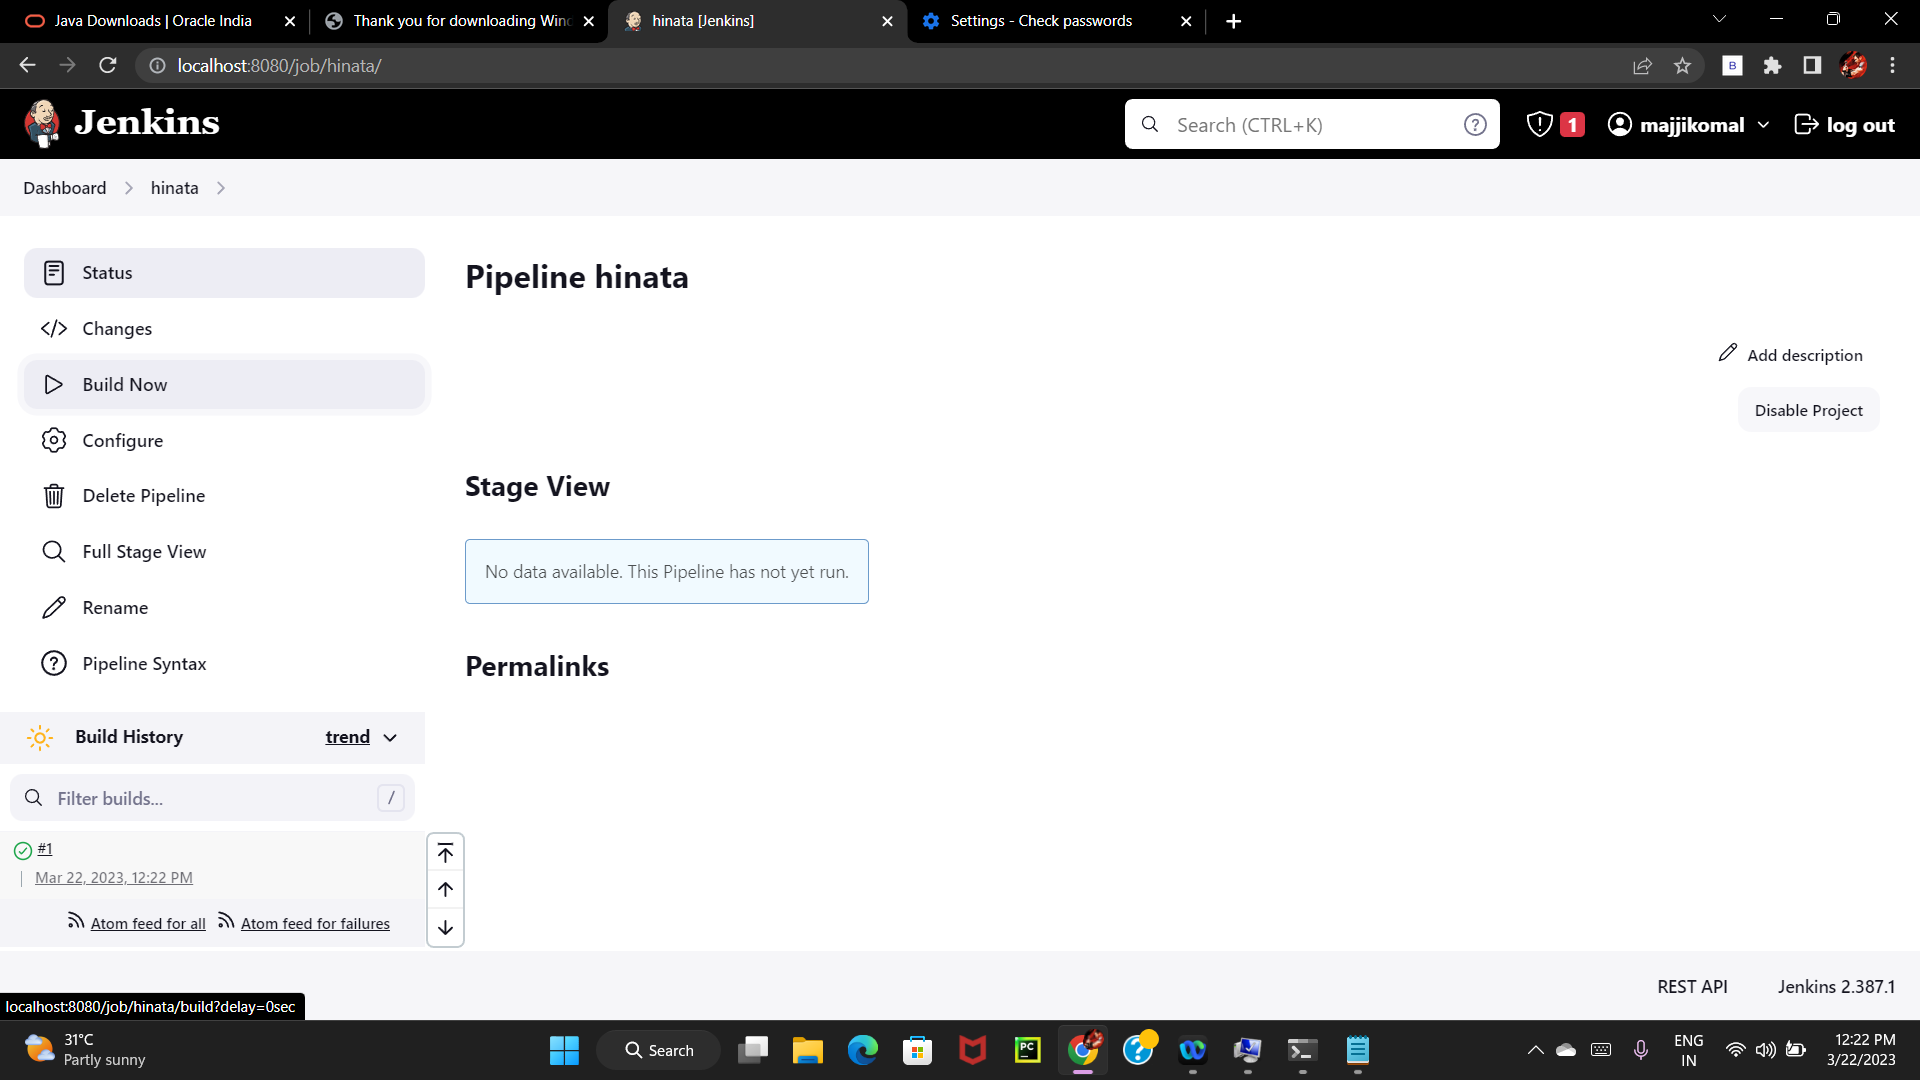 Java Downloads | Oracle India
Thank you for downloading Wind
hinata [Jenkins]
Settings - Check passwords
localhost:8080/job/hinata/
B
Jenkins
Search (CTRL+K)
?
1
majjikomal
log out
Dashboard
hinata
Status
Changes
Build Now
Configure
Delete Pipeline
Full Stage View
Rename
Pipeline Syntax
Pipeline hinata
Add description
Disable Project
Stage View
No data available. This Pipeline has not yet run.
Permalinks
Build History
trend
Filter builds...
/
#1
Mar 22, 2023, 12:22 PM
Atom feed for all
Atom feed for failures
REST API
Jenkins 2.387.1
localhost:8080/job/hinata/build?delay=0sec
31°C
Partly sunny
Search
PC
ENG
IN
12:22 PM
3/22/2023